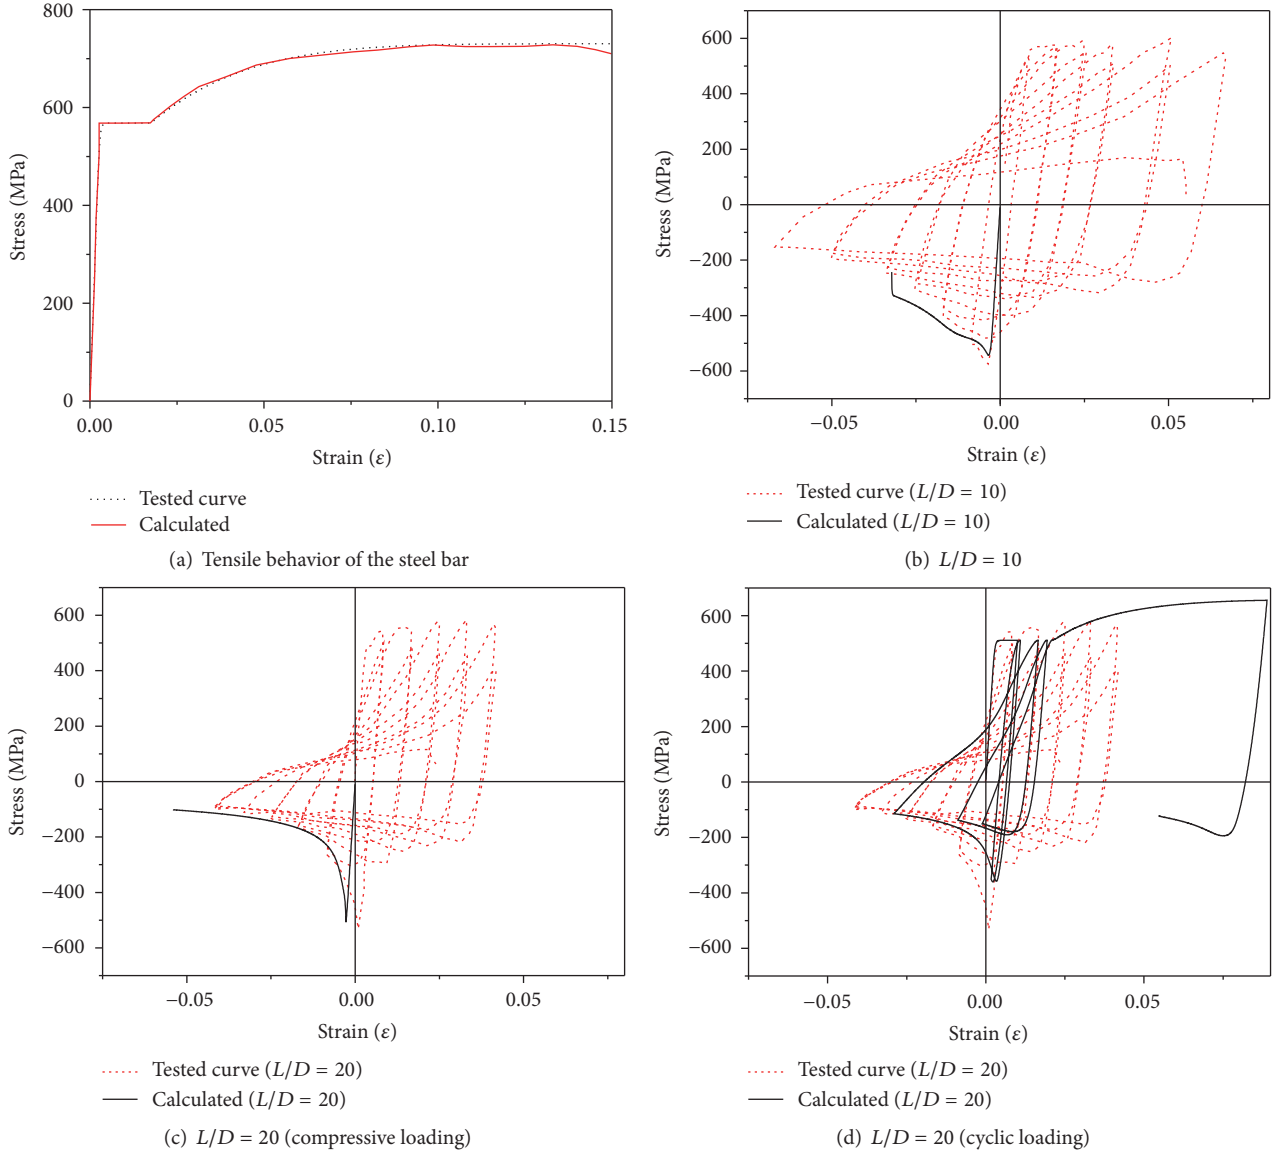 800
600
400
200
0
Stress (MPa)
0.00
0.05
0.10
0.15
Strain (ε)
Tested curve
Calculated
(a) Tensile behavior of the steel bar
600
400
200
0
−200
−400
−600
Stress (MPa)
−0.05
0.00
0.05
Strain (ε)
Tested curve (L/D = 10)
Calculated (L/D = 10)
(b) L/D = 10
600
400
200
0
−200
−400
−600
Stress (MPa)
−0.05
0.00
0.05
Strain (ε)
Tested curve (L/D = 20)
Calculated (L/D = 20)
(c) L/D = 20 (compressive loading)
600
400
200
0
−200
−400
−600
Stress (MPa)
−0.05
0.00
0.05
Strain (ε)
Tested curve (L/D = 20)
Calculated (L/D = 20)
(d) L/D = 20 (cyclic loading)